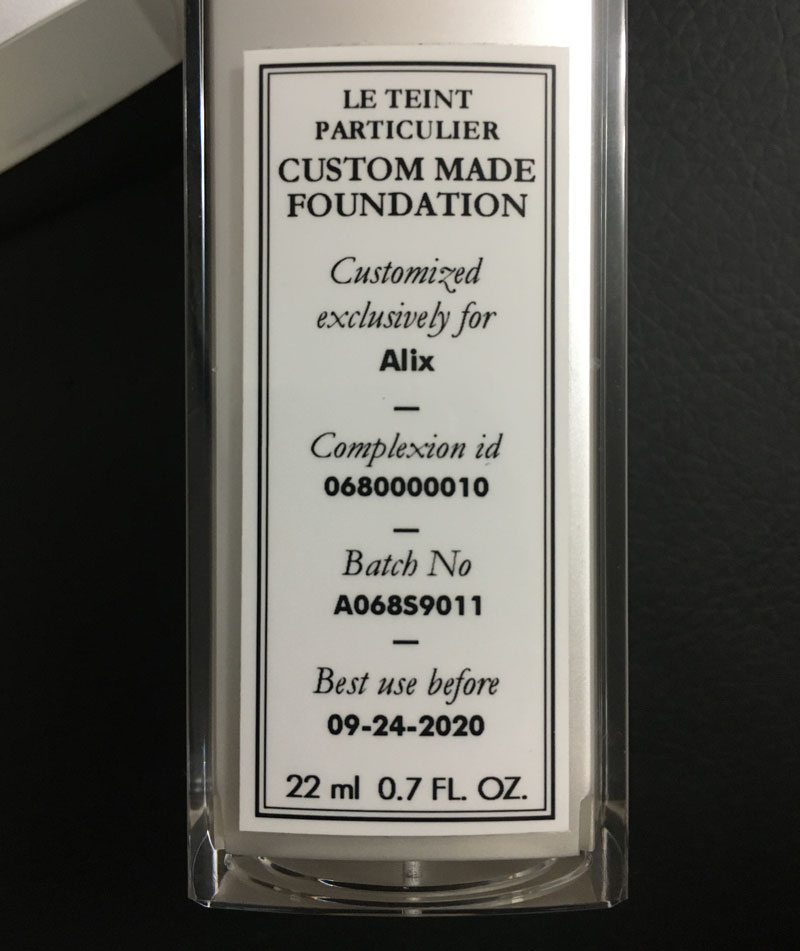 LE TEINT
PARTICULIER
CUSTOM MADE
FOUNDATION
Customized
exclusively for
Alix
—
Complexion id
0680000010
—
Batch No
A068S9011
—
Best use before
09-24-2020
22 ml 0.7 FL. OZ.